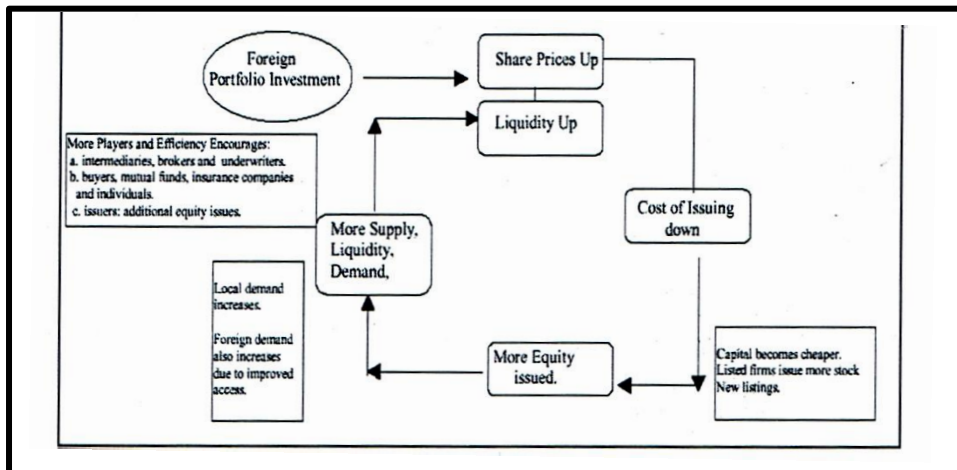 Foreign
Portfolio Investment
Share Prices Up
Liquidity Up
More Players and Efficiency Encourages:
a. intermediaries, brokers and underwriters.
b. buyers, mutual funds, insurance companies
and individuals.
c. issuers: additional equity issues.
Cost of Issuing
down
More Supply,
Liquidity,
Demand,
Local demand
increases.
Foreign demand
also increases
due to improved
access.
More Equity
issued.
Capital becomes cheaper.
Listed firms issue more stock
New listings.